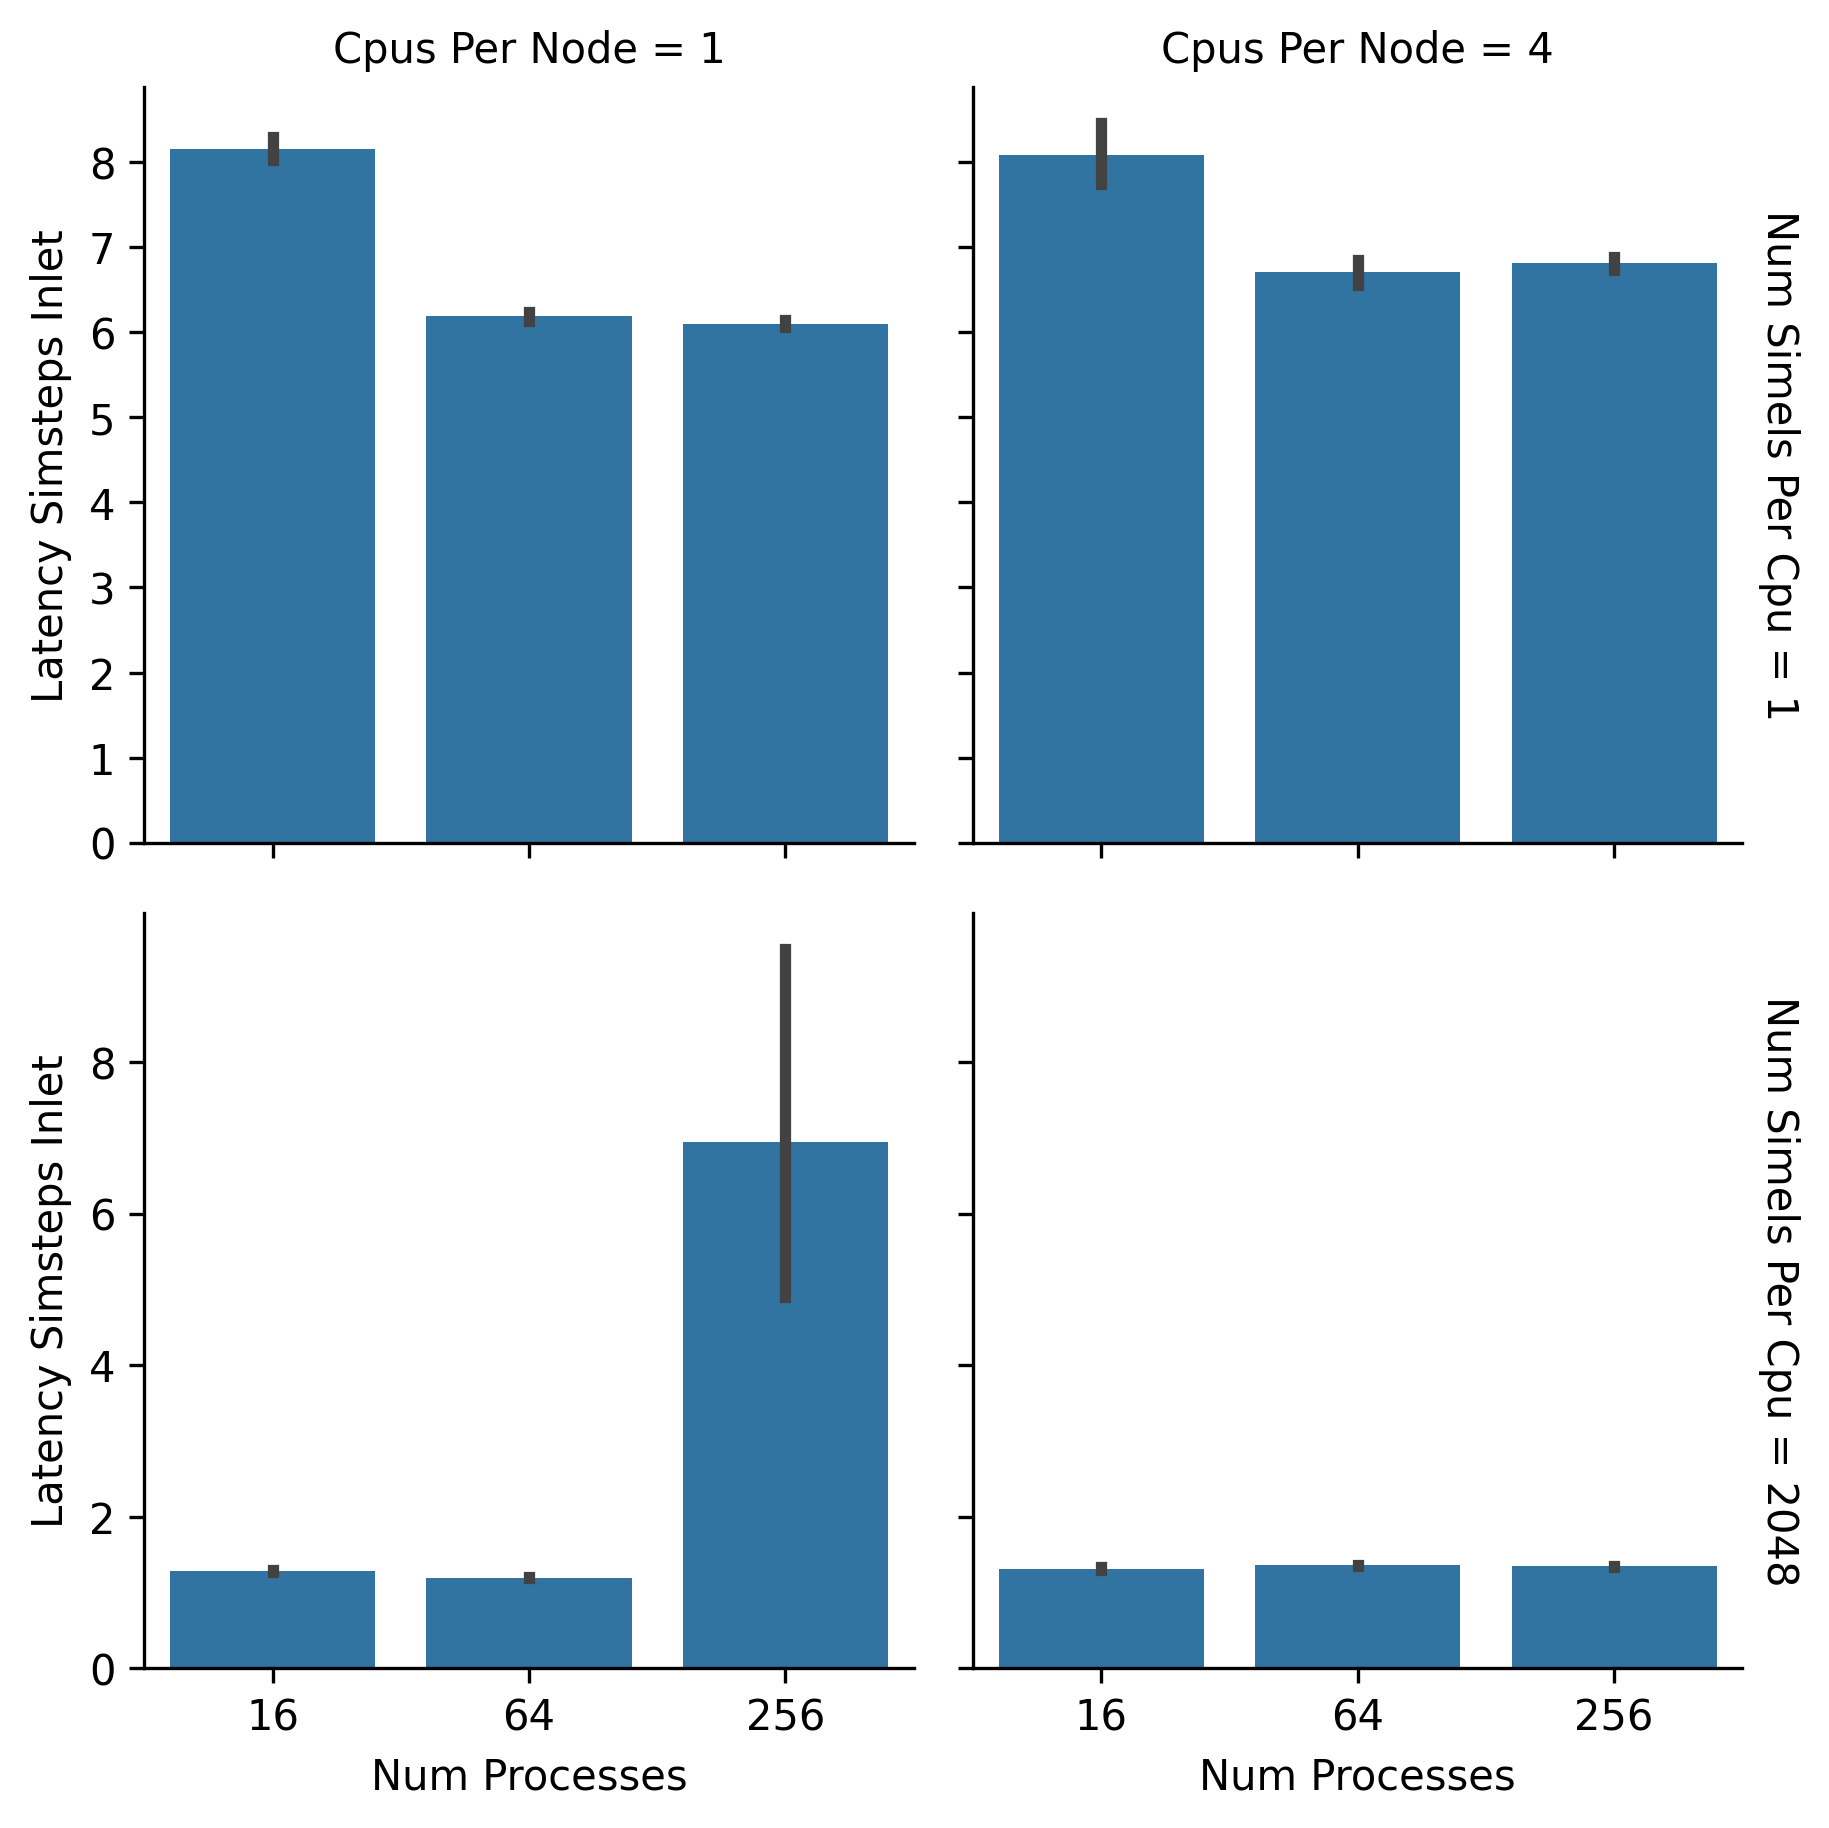 Cpus Per Node = 1
Cpus Per Node = 4
Latency Simsteps Inlet
8
7
6
5
4
3
2
1
0
Num Simels Per Cpu = 1
Latency Simsteps Inlet
8
6
4
2
0
Num Simels Per Cpu = 2048
16 64 256
16 64 256
Num Processes
Num Processes